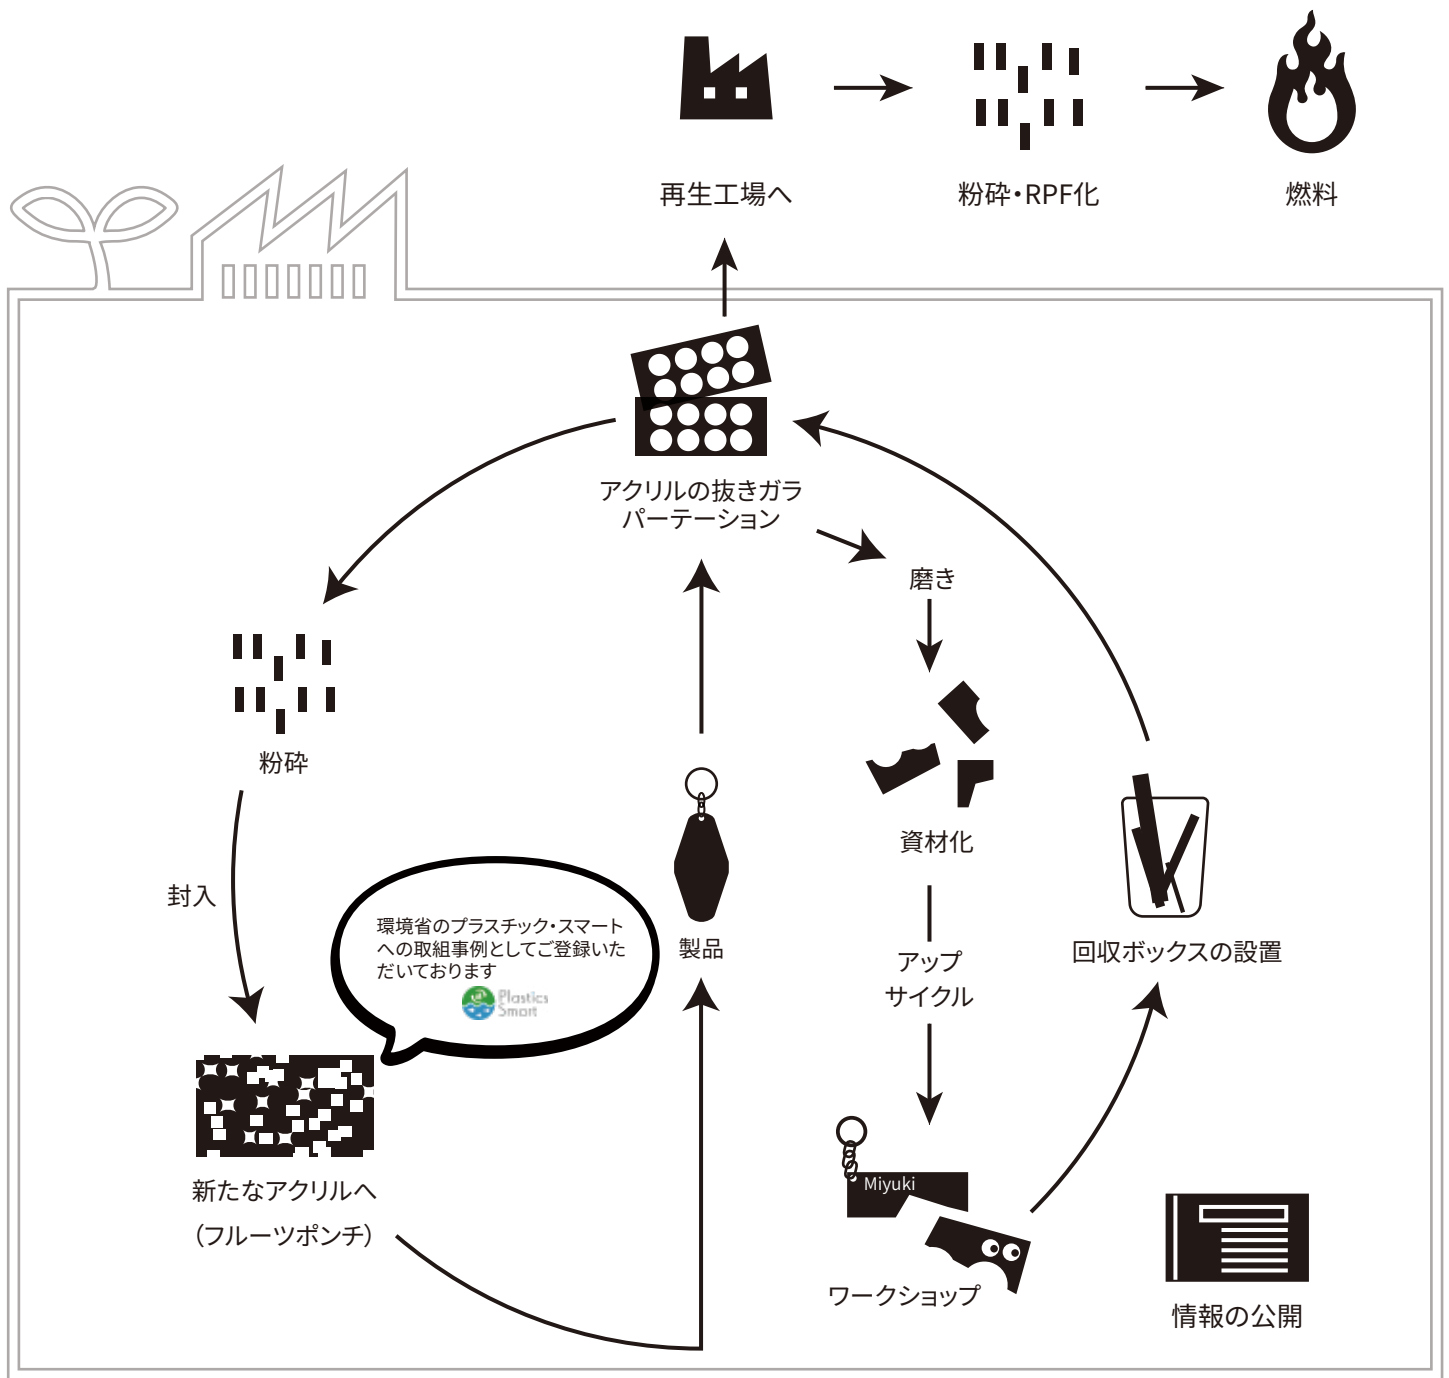 再生工場へ
粉砕・RPF化
燃料
アクリルの抜きガラ
パーテーション
磨き
粉砕
資材化
封入
環境省のプラスチック・スマート
への取組事例としてご登録いた
だいております
Plastics
Smart
製品
アップ
サイクル
回収ボックスの設置
新たなアクリルへ
（フルーツポンチ）
Miyuki
ワークショップ
情報の公開